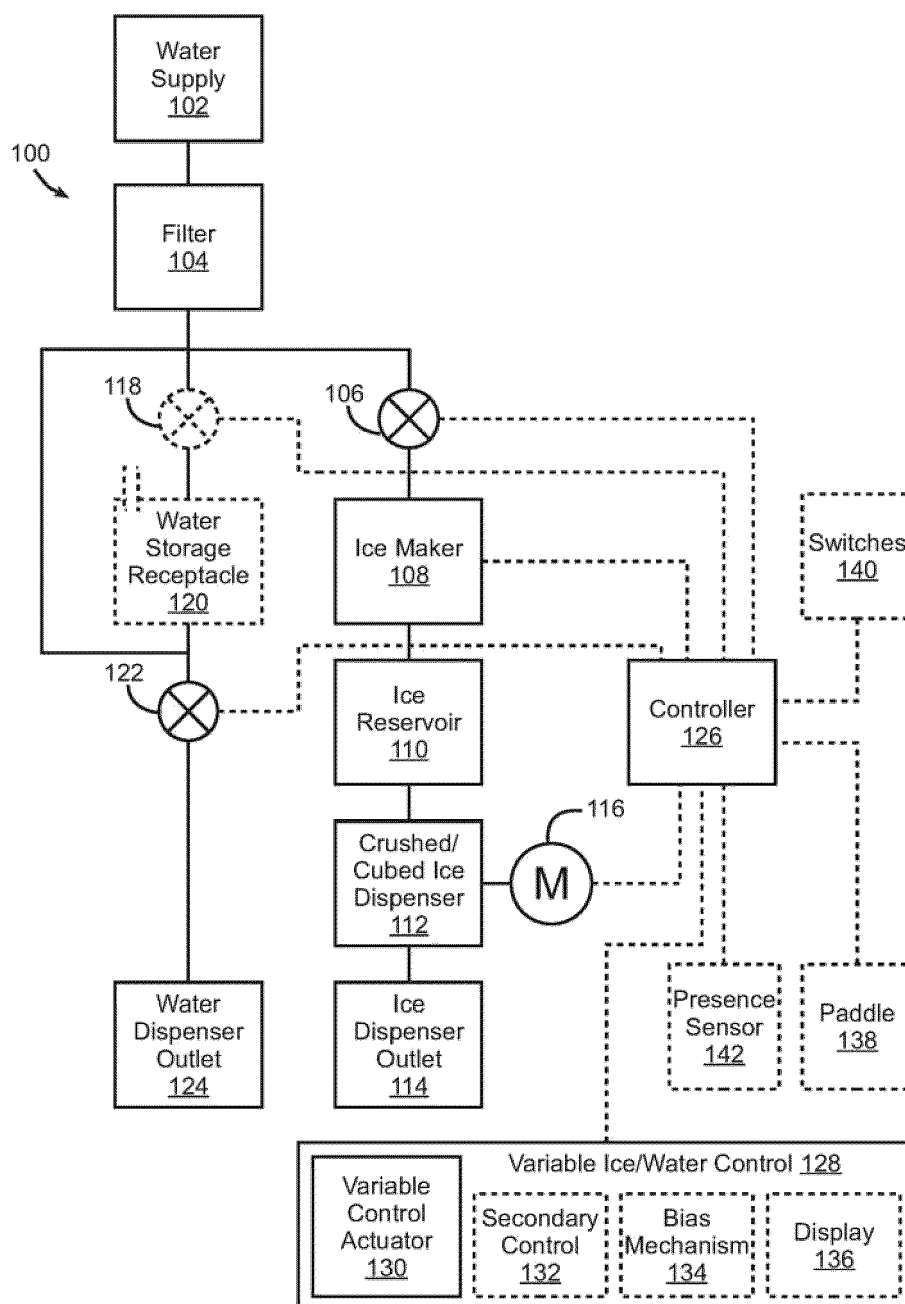 Water
Supply
102
100
Filter
104
118
106
Water
Storage
Receptacle
120
Ice Maker
108
Switches
140
122
Ice
Reservoir
110
Controller
126
116
Crushed/
Cubed Ice
Dispenser
112
M
Water
Dispenser
Outlet
124
Ice
Dispenser
Outlet
114
Presence
Sensor
142
Paddle
138
Variable Ice/Water Control 128
Variable
Control
Actuator
130
Secondary
Control
132
Bias
Mechanism
134
Display
136